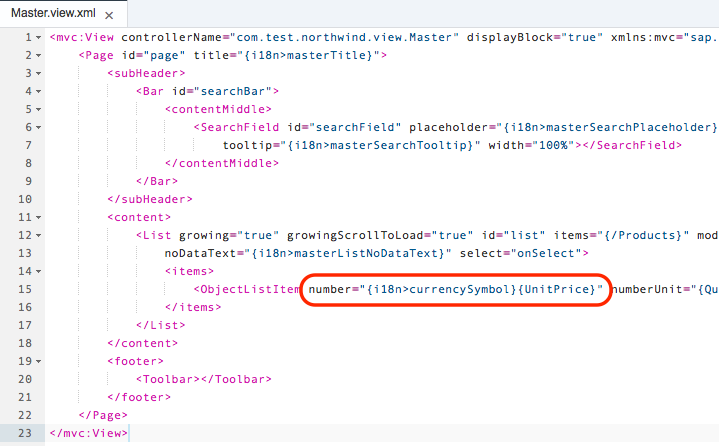 Master.view.xml ×
1 <mvc:View controllerName="com.test.northwind.view.Master" displayBlock="true" xmlns:mvc="sap.
2 <Page id="page" title="{i18n>masterTitle}">
3 <subHeader>
4 <Bar id="searchBar">
5 <contentMiddle>
6 <SearchField id="searchField" placeholder="{i18n>masterSearchPlaceholder}
7 tooltip="{i18n>masterSearchTooltip}" width="100%"></SearchField>
8 </contentMiddle>
9 </Bar>
10 </subHeader>
11 <content>
12 <List growing="true" growingScrollToLoad="true" id="list" items="{/Products}" mod
13 noDataText="{i18n>masterListNoDataText}" select="onSelect">
14 <items>
15 <ObjectListItem number="{i18n>currencySymbol}{UnitPrice}" numberUnit="{Qu
16 </items>
17 </List>
18 </content>
19 <footer>
20 <Toolbar></Toolbar>
21 </footer>
22 </Page>
23 </mvc:View>